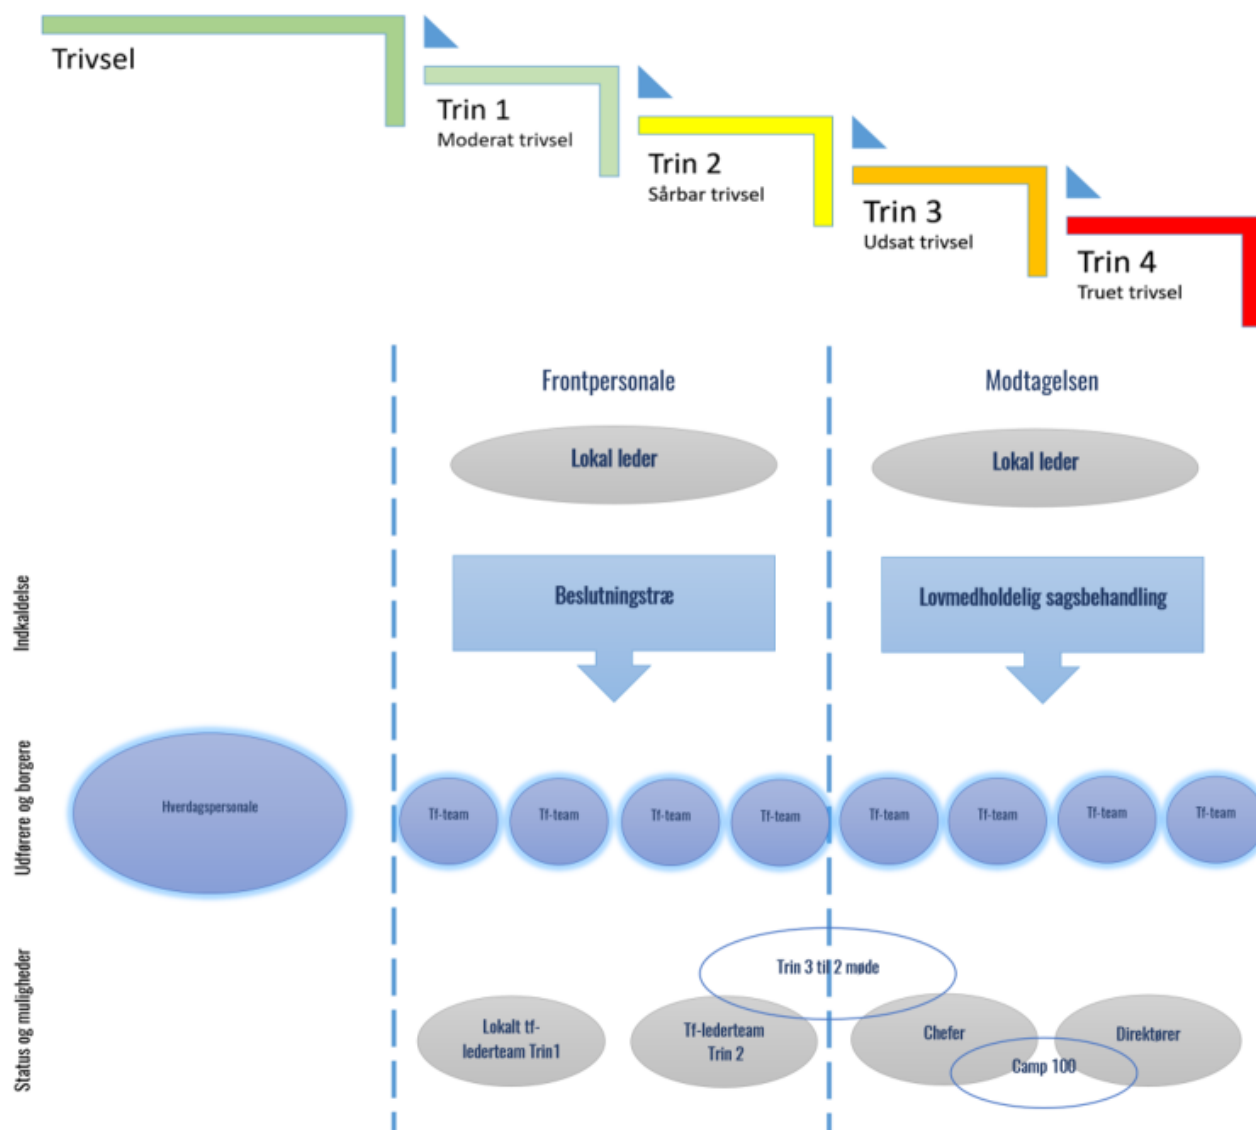 Trivsel
Trin 1
Moderat trivsel
Trin 2
Sårbar trivsel
Trin 3
Udsat trivsel
Trin 4
Truet trivsel
Frontpersonale
Modtagelsen
Lokal leder
Lokal leder
Indkaldelse
Beslutningstræ
Lovmedholdelig sagsbehandling
Udførere og borgere
Hverdagspersonale
Tf-team
Tf-team
Tf-team
Tf-team
Tf-team
Tf-team
Tf-team
Tf-team
Status og muligheder
Trin 3 til 2 møde
Lokalt tf-
lederteam Trin1
Tf-lederteam
Trin 2
Chefer
Direktører
Camp 100